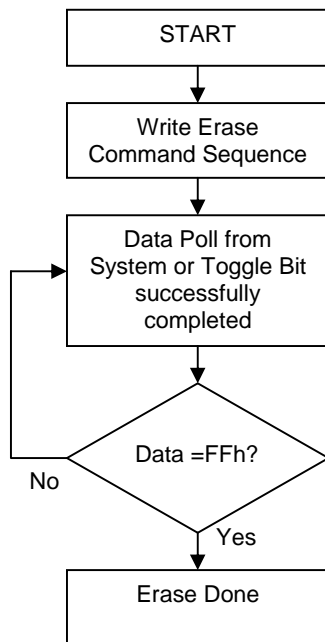 START
Write Erase
Command Sequence
Data Poll from
System or Toggle Bit
successfully
completed
Data =FFh?
No
Yes
Erase Done